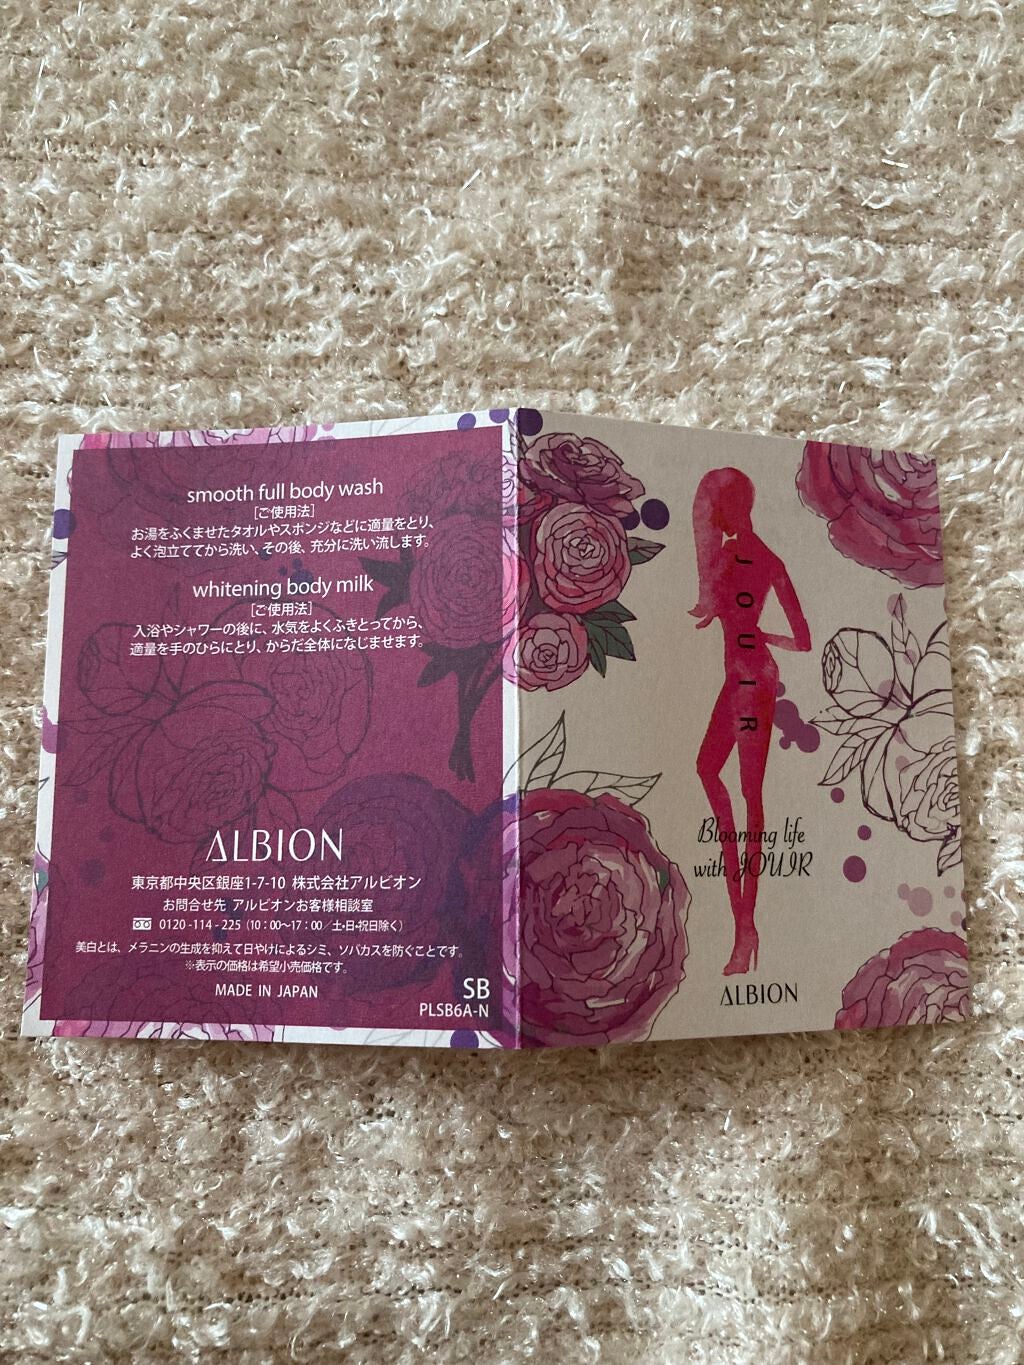 smooth full body wash
[ご使用法]
お湯をふくませたタオルやスポンジなどに適量をとり、
よく泡立ててから洗い、その後、充分に洗い流します。
whitening body milk
[ご使用法]
入浴やシャワーの後に、水気をよくふきとってから、
適量を手のひらにとり、からだ全体になじませます。
ALBION
東京都中央区銀座1-7-10 株式会社アルビオン
お問合せ先 アルビオンお客様相談室
0120-114-225（10：00〜17：00／土・日・祝日除く）
美白とは、メラニンの生成を抑えて日やけによるシミ、ソバカスを防ぐことです。
※表示の価格は希望小売価格です。
MADE IN JAPAN
SB
PLSB6A-N
JOUIR
Blooming life
with JOUIR
ALBION